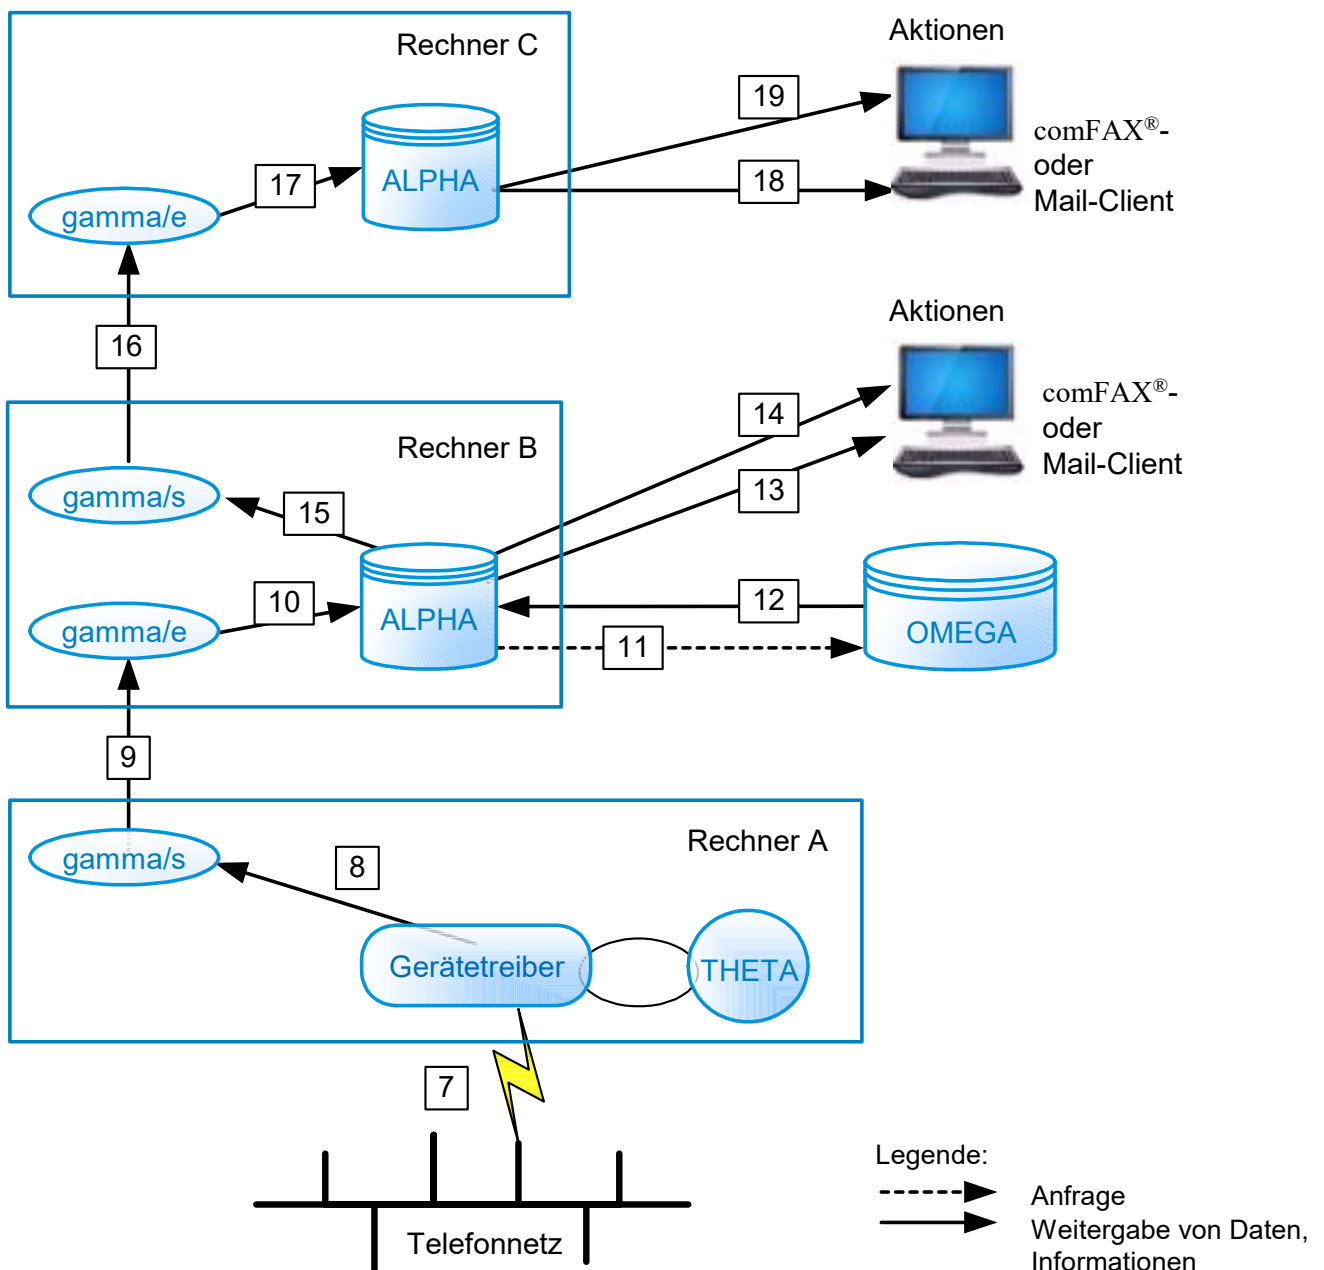 Rechner C
Aktionen
19
comFAX®-
oder
Mail-Client
ALPHA
17
18
gamma/e
16
Aktionen
14
comFAX®-
oder
Mail-Client
Rechner B
13
gamma/s
15
10
ALPHA
12
gamma/e
11
OMEGA
9
Rechner A
gamma/s
8
Gerätetreiber
THETA
7
Telefonnetz
Legende:
Anfrage
Weitergabe von Daten,
Informationen